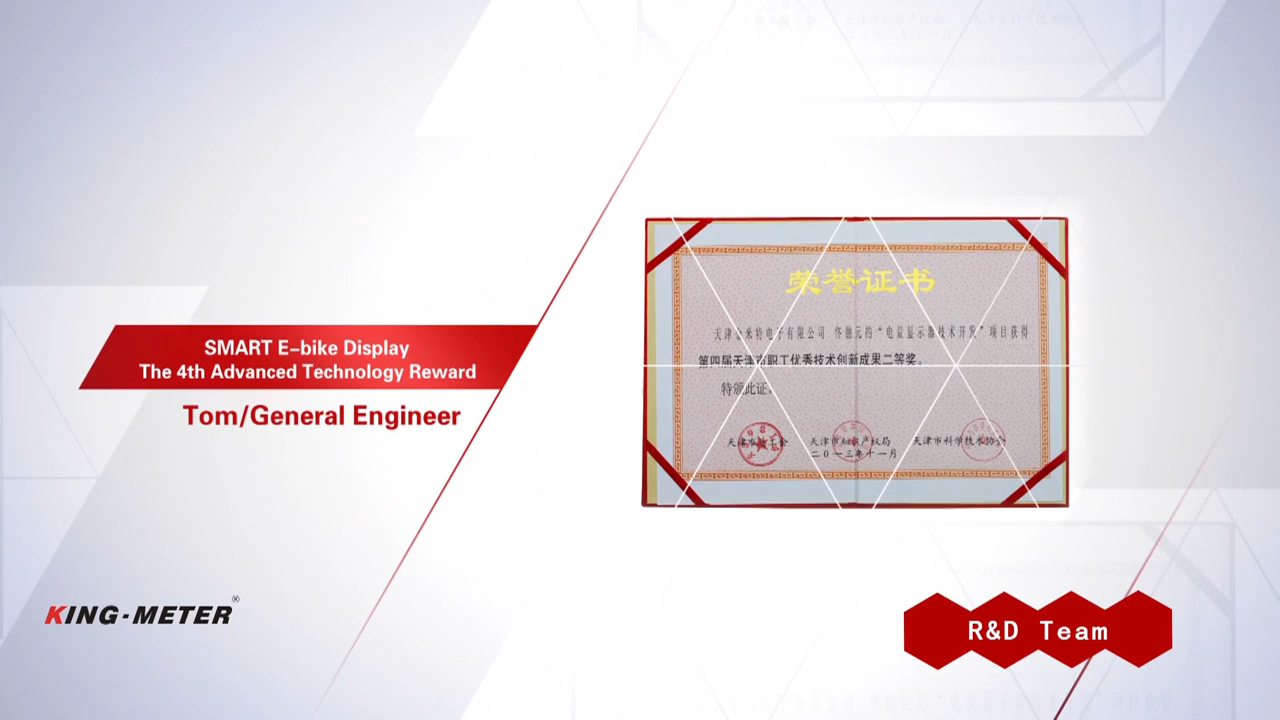 SMART E-bike Display
The 4th Advanced Technology Reward
Tom/General Engineer
荣誉证书
天津金米特电子有限公司 佟德元的“电量显示器技术开发”项目获得
第四届天津市职工优秀技术创新成果二等奖。
特颁此证。
天津市总工会 天津市知识产权局 天津市科学技术协会
二〇一三年十一月
KING-METER®
R&D Team